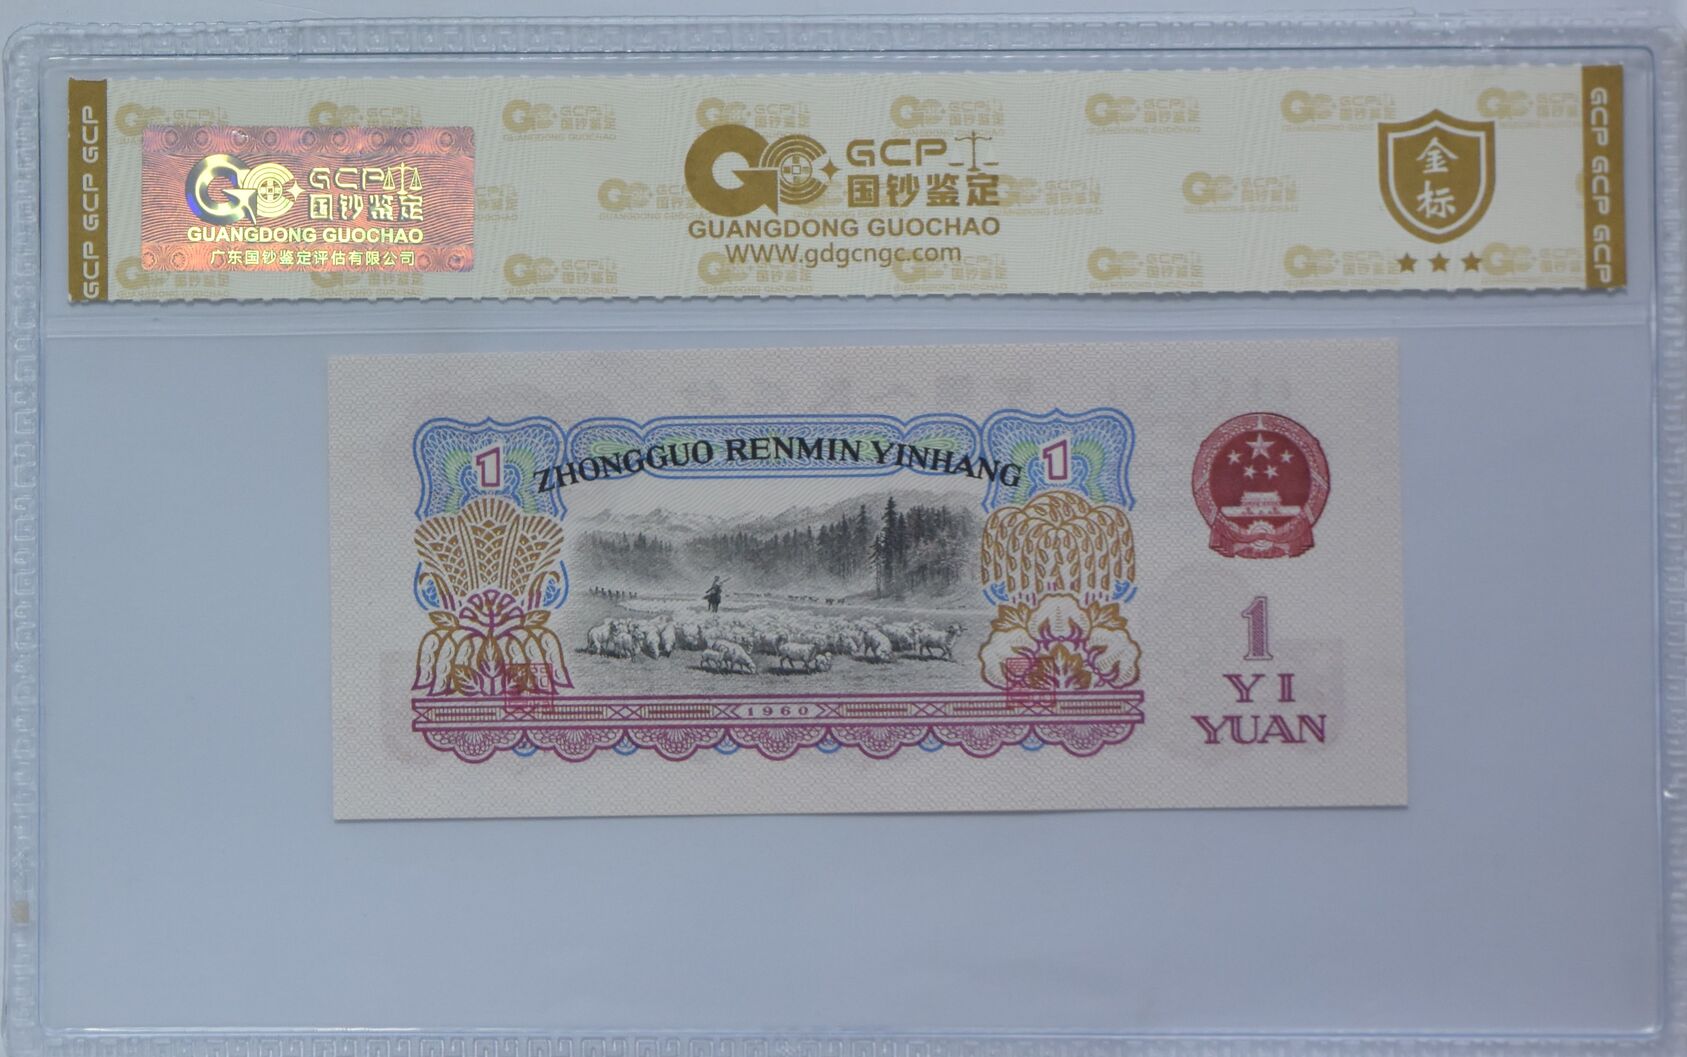 GCP GCP GCP
GCP
国钞鉴定
GUANGDONG GUOCHAO
广东国钞鉴定评估有限公司
GCP
国钞鉴定
GUANGDONG GUOCHAO
WWW.gdgcngc.com
金标
GCP GCP GCP
ZHONGGUO RENMIN YINHANG
1
1
1960
1
YI
YUAN